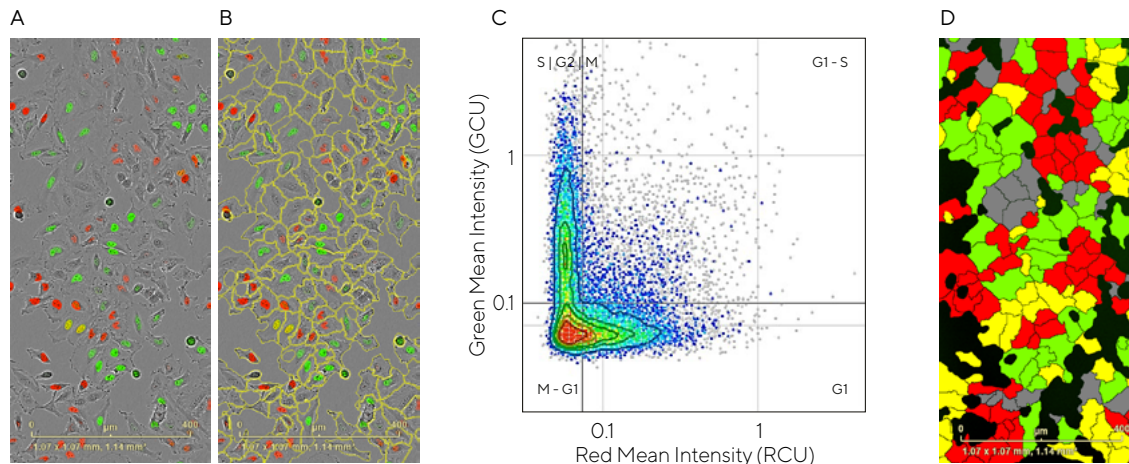 A
B
C
D
S | G2 | M
G1 - S
M - G1
G1
Green Mean Intensity (GCU)
1
0.1
0.1
1
Red Mean Intensity (RCU)
0 µm 400
1.07 x 1.07 mm, 1.14 mm²
0 µm 400
1.07 x 1.07 mm, 1.14 mm²
0 µm 400
1.07 x 1.07 mm, 1.14 mm²